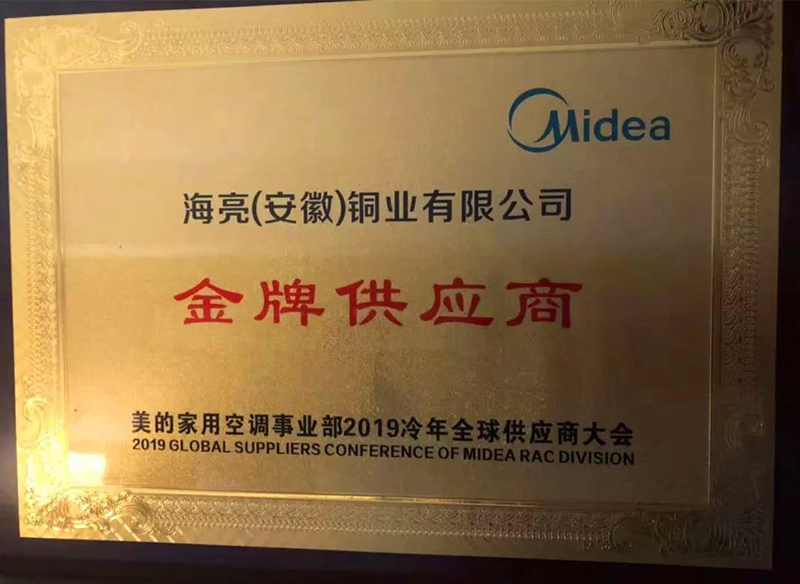 Midea
海亮(安徽)铜业有限公司
金牌供应商
美的家用空调事业部2019冷年全球供应商大会
2019 GLOBAL SUPPLIERS CONFERENCE OF MIDEA RAC DIVISION